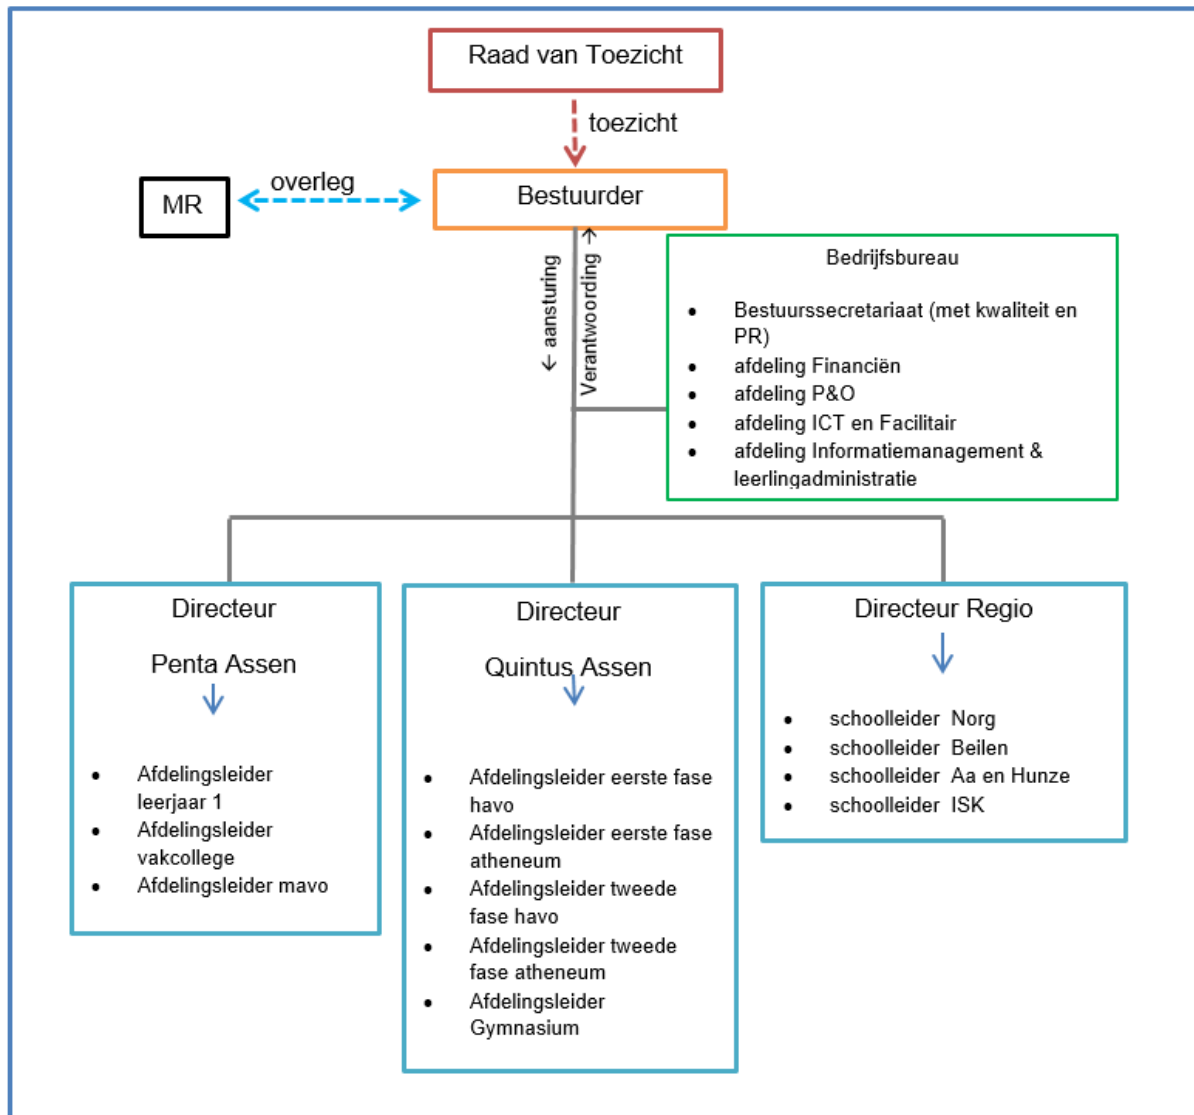 Raad van Toezicht
toezicht
overleg
MR
Bestuurder
← aansturing
Verantwoording →
Bedrijfsbureau
• Bestuurssecretariaat (met kwaliteit en
PR)
• afdeling Financiën
• afdeling P&O
• afdeling ICT en Facilitair
• afdeling Informatiemanagement &
leerlingadministratie
Directeur
Penta Assen
• Afdelingsleider
leerjaar 1
• Afdelingsleider
vakcollege
• Afdelingsleider mavo
Directeur
Quintus Assen
• Afdelingsleider eerste fase
havo
• Afdelingsleider eerste fase
atheneum
• Afdelingsleider tweede
fase havo
• Afdelingsleider tweede
fase atheneum
• Afdelingsleider
Gymnasium
Directeur Regio
• schoolleider Norg
• schoolleider Beilen
• schoolleider Aa en Hunze
• schoolleider ISK